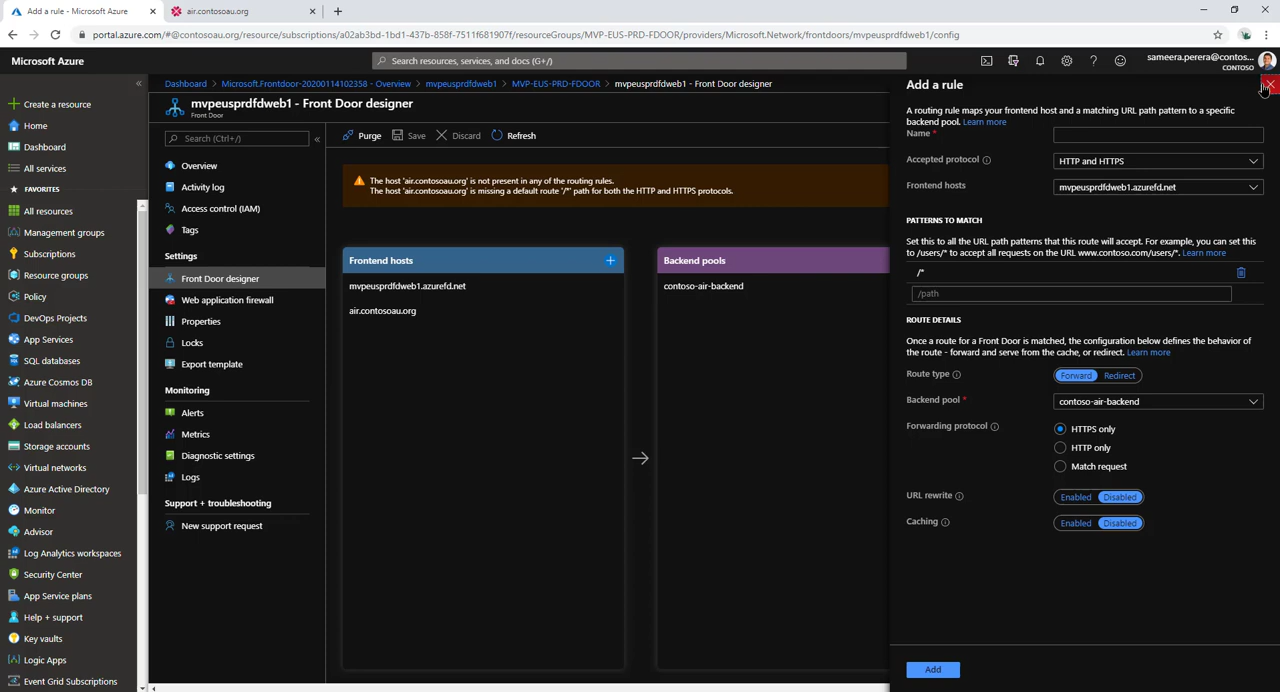 Add a rule - Microsoft Azure
air.contosoau.org
portal.azure.com/#@contosoau.org/resource/subscriptions/a02ab3bd-1bd1-437b-858f-7511f681907f/resourceGroups/MVP-EUS-PRD-FDOOR/providers/Microsoft.Network/frontdoors/mvpeusprdfdweb1/config
Microsoft Azure
Search resources, services, and docs (G+/)
sameera.perera@contos...
CONTOSO
Create a resource
Home
Dashboard
All services
FAVORITES
All resources
Management groups
Subscriptions
Resource groups
Policy
DevOps Projects
App Services
SQL databases
Azure Cosmos DB
Virtual machines
Load balancers
Storage accounts
Virtual networks
Azure Active Directory
Monitor
Advisor
Log Analytics workspaces
Security Center
App Service plans
Help + support
Key vaults
Logic Apps
Event Grid Subscriptions
Dashboard > Microsoft.Frontdoor-20200114102358 - Overview > mvpeusprdfdweb1 > MVP-EUS-PRD-FDOOR > mvpeusprdfdweb1 - Front Door designer
mvpeusprdfdweb1 - Front Door designer
Front Door
Search (Ctrl+/)
Overview
Activity log
Access control (IAM)
Tags
Settings
Front Door designer
Web application firewall
Properties
Locks
Export template
Monitoring
Alerts
Metrics
Diagnostic settings
Logs
Support + troubleshooting
New support request
Purge
Save
Discard
Refresh
The host 'air.contosoau.org' is not present in any of the routing rules.
The host 'air.contosoau.org' is missing a default route '/*' path for both the HTTP and HTTPS protocols.
Frontend hosts
mvpeusprdfdweb1.azurefd.net
air.contosoau.org
Backend pools
contoso-air-backend
Add a rule
A routing rule maps your frontend host and a matching URL path pattern to a specific
backend pool. Learn more
Name *
Accepted protocol
HTTP and HTTPS
Frontend hosts
mvpeusprdfdweb1.azurefd.net
PATTERNS TO MATCH
Set this to all the URL path patterns that this route will accept. For example, you can set this
to /users/* to accept all requests on the URL www.contoso.com/users/*. Learn more
/*
/path
ROUTE DETAILS
Once a route for a Front Door is matched, the configuration below defines the behavior of
the route - forward and serve from the cache, or redirect. Learn more
Route type
Forward Redirect
Backend pool *
contoso-air-backend
Forwarding protocol
HTTPS only
HTTP only
Match request
URL rewrite
Enabled Disabled
Caching
Enabled Disabled
Add